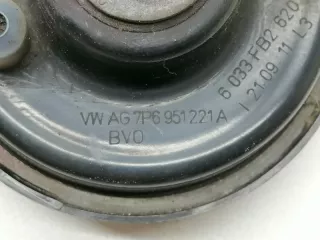 VW AG 7P6 951 221 A
BVO
6 033 FB2 620
I 21.09.11 L3